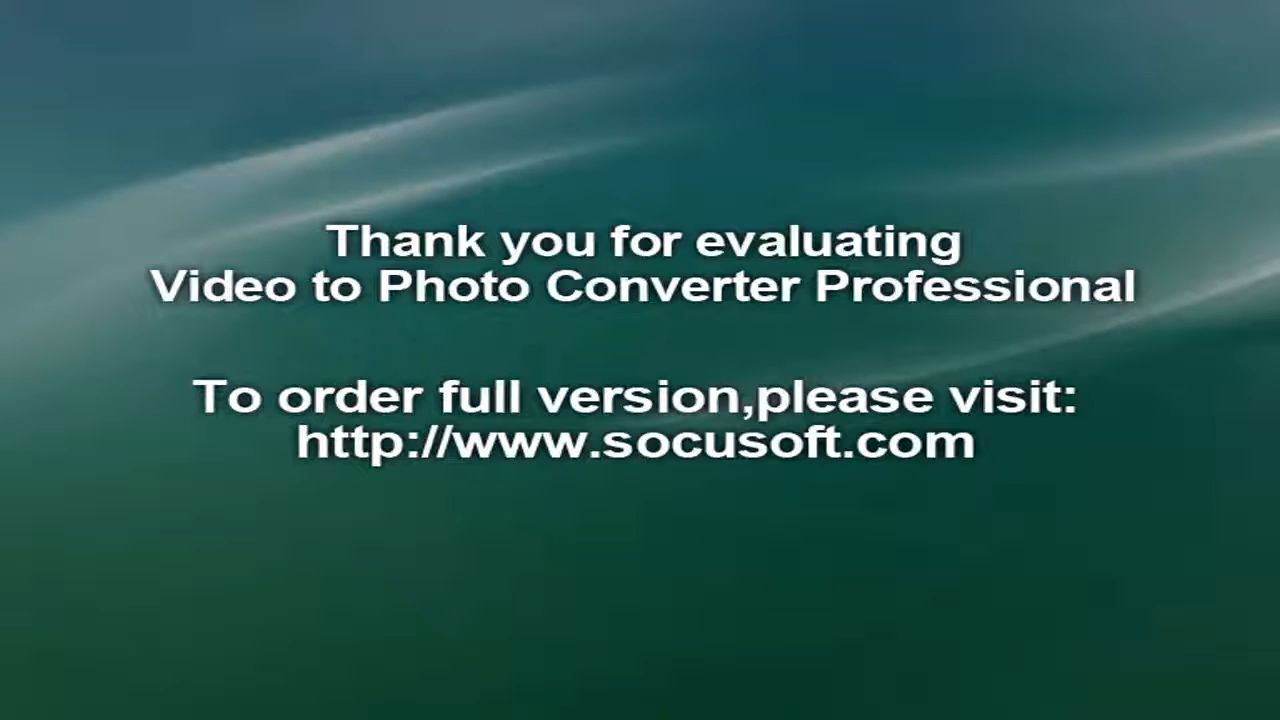 Thank you for evaluating
Video to Photo Converter Professional
To order full version,please visit:
http://www.socusoft.com